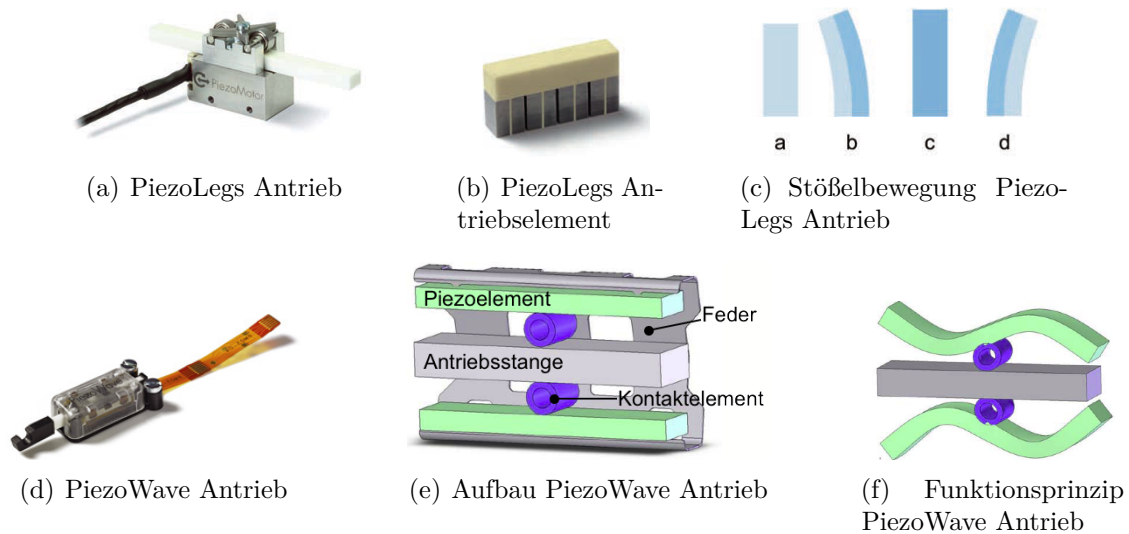 PiezoMotor
a
b
c
d
(a) PiezoLegs Antrieb
(b) PiezoLegs An-
triebselement
(c) Stößelbewegung Piezo-
Legs Antrieb
Piezoelement
Feder
Antriebsstange
Kontaktelement
(d) PiezoWave Antrieb
(e) Aufbau PiezoWave Antrieb
(f) Funktionsprinzip
PiezoWave Antrieb